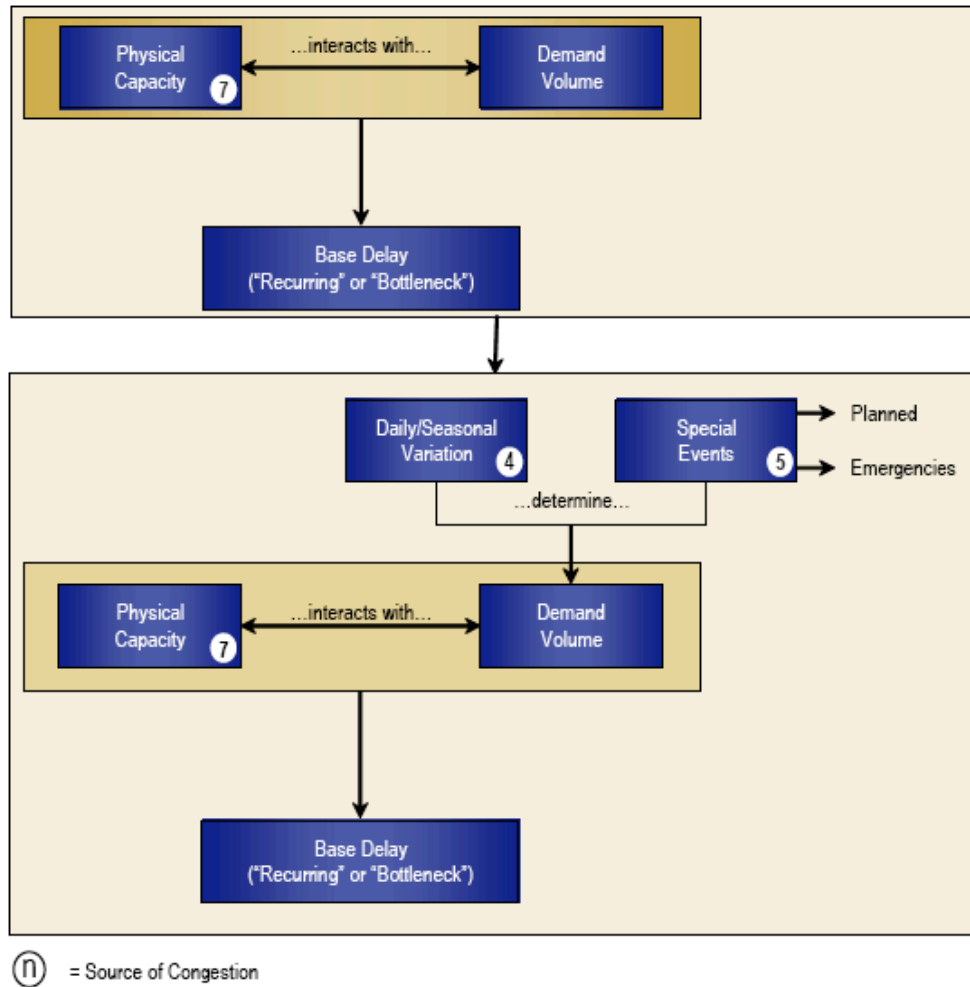 Physical
Capacity
7
...interacts with...
Demand
Volume
Base Delay
("Recurring" or "Bottleneck")
Daily/Seasonal
Variation
4
Special
Events
5
Planned
Emergencies
...determine...
Physical
Capacity
7
...interacts with...
Demand
Volume
Base Delay
("Recurring" or "Bottleneck")
n = Source of Congestion